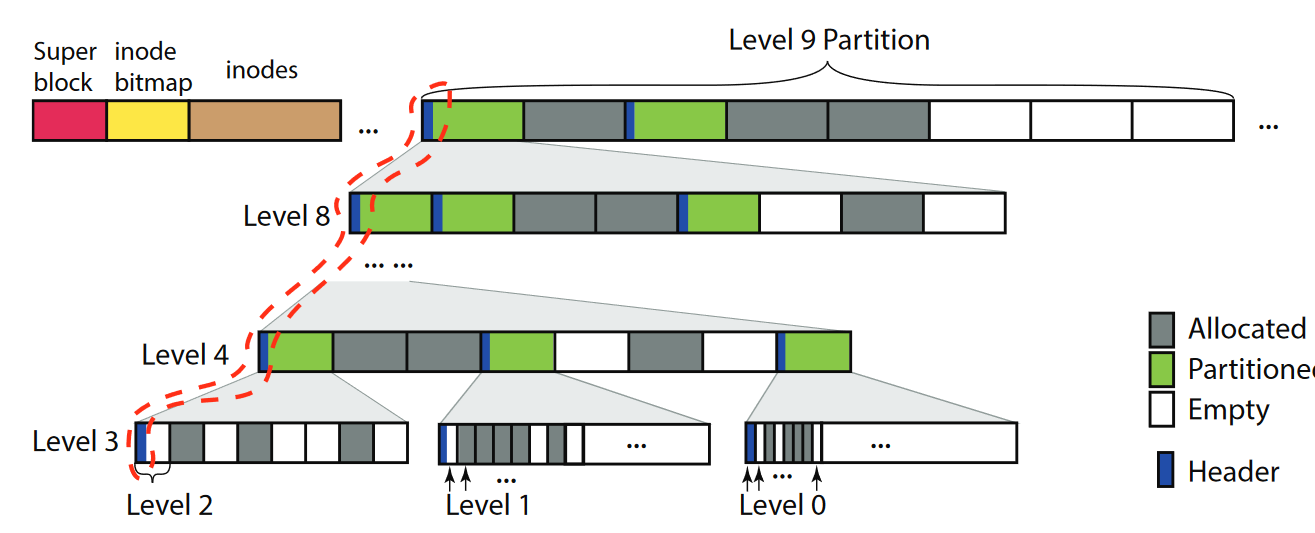 Level 9 Partition
Super
block
inode
bitmap
inodes
...
...
Level 8
... ...
Level 4
Allocated
Partitioned
Empty
Header
Level 3
...
...
Level 2
...
Level 1
...
Level 0